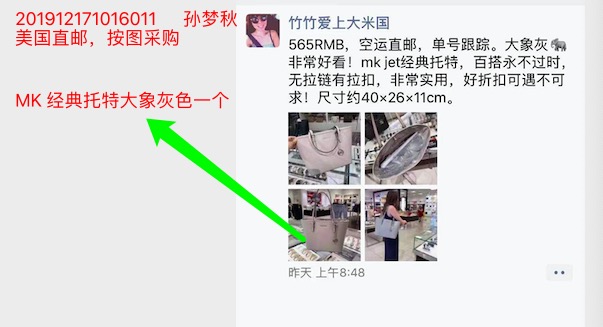 201912171016011 孙梦秋
美国直邮，按图采购
MK 经典托特大象灰色一个
竹竹爱上大米国
565RMB，空运直邮，单号跟踪。大象灰🐘
非常好看！mk jet经典托特，百搭永不过时，
无拉链有拉扣，非常实用，好折扣可遇不可
求！尺寸约40×26×11cm。
昨天 上午8:48